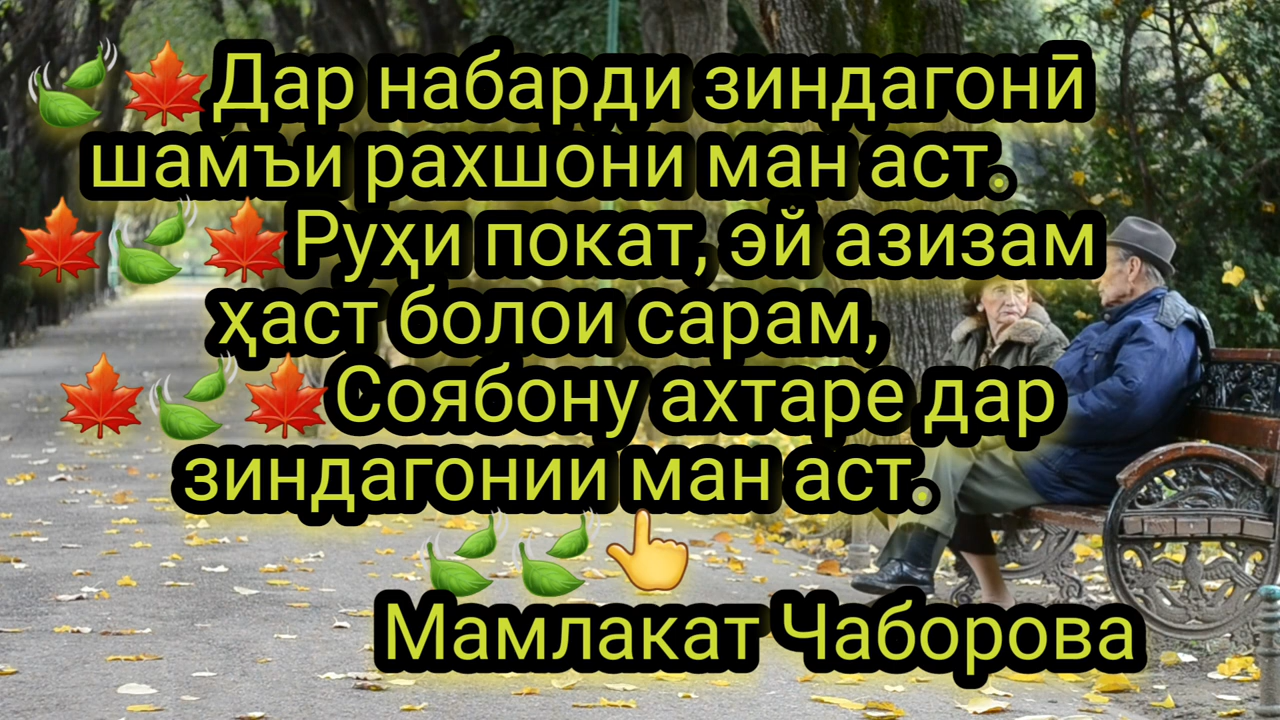 🍃🍁Дар набарди зиндагонӣ
шамъи рахшони ман аст.
🍁🍃🍁Руҳи покат, эй азизам
ҳаст болои сарам,
🍁🍃🍁Соябону ахтаре дар
зиндагонии ман аст.
🍃🍃👆
Мамлакат Чаборова